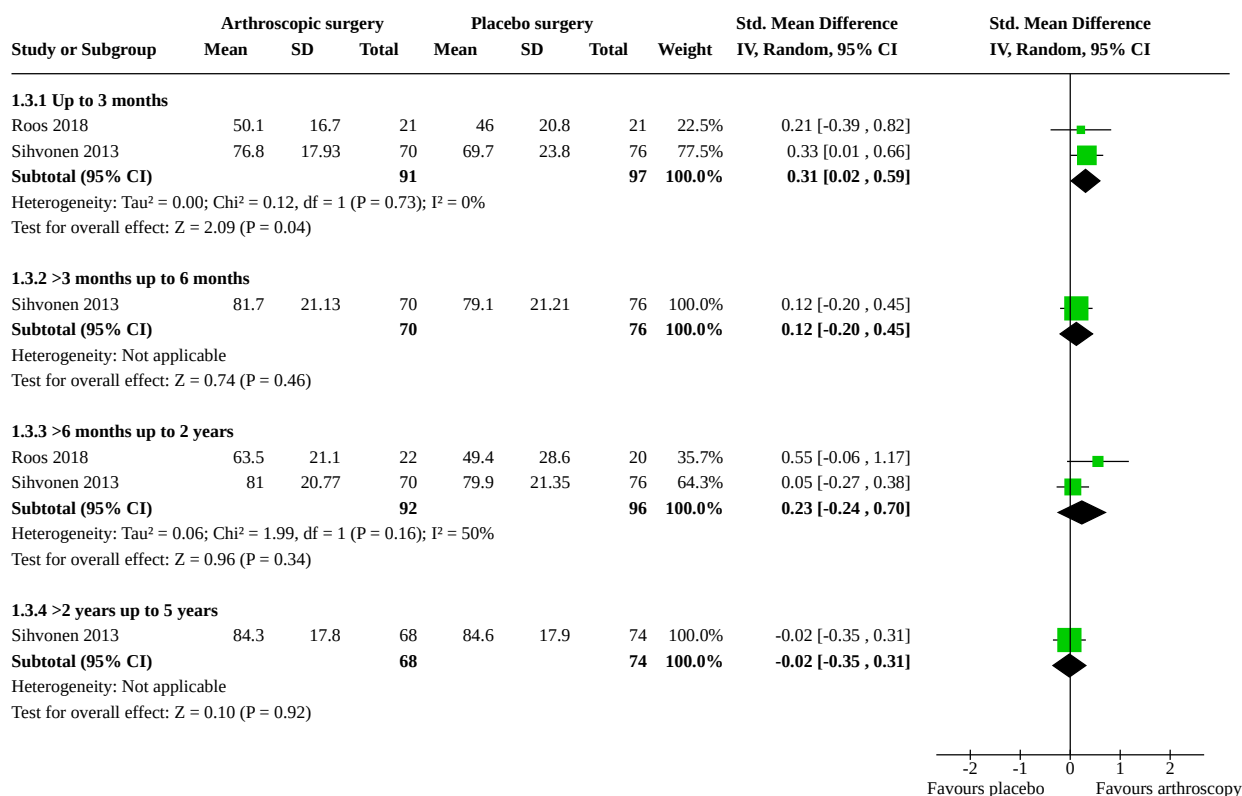 Arthroscopic surgery Placebo surgery Std. Mean Difference Std. Mean Difference
Study or Subgroup Mean SD Total Mean SD Total Weight IV, Random, 95% CI IV, Random, 95% CI
1.3.1 Up to 3 months
Roos 2018 50.1 16.7 21 46 20.8 21 22.5% 0.21 [-0.39 , 0.82]
Sihvonen 2013 76.8 17.93 70 69.7 23.8 76 77.5% 0.33 [0.01 , 0.66]
Subtotal (95% CI) 91 97 100.0% 0.31 [0.02 , 0.59]
Heterogeneity: Tau² = 0.00; Chi² = 0.12, df = 1 (P = 0.73); I² = 0%
Test for overall effect: Z = 2.09 (P = 0.04)
1.3.2 >3 months up to 6 months
Sihvonen 2013 81.7 21.13 70 79.1 21.21 76 100.0% 0.12 [-0.20 , 0.45]
Subtotal (95% CI) 70 76 100.0% 0.12 [-0.20 , 0.45]
Heterogeneity: Not applicable
Test for overall effect: Z = 0.74 (P = 0.46)
1.3.3 >6 months up to 2 years
Roos 2018 63.5 21.1 22 49.4 28.6 20 35.7% 0.55 [-0.06 , 1.17]
Sihvonen 2013 81 20.77 70 79.9 21.35 76 64.3% 0.05 [-0.27 , 0.38]
Subtotal (95% CI) 92 96 100.0% 0.23 [-0.24 , 0.70]
Heterogeneity: Tau² = 0.06; Chi² = 1.99, df = 1 (P = 0.16); I² = 50%
Test for overall effect: Z = 0.96 (P = 0.34)
1.3.4 >2 years up to 5 years
Sihvonen 2013 84.3 17.8 68 84.6 17.9 74 100.0% -0.02 [-0.35 , 0.31]
Subtotal (95% CI) 68 74 100.0% -0.02 [-0.35 , 0.31]
Heterogeneity: Not applicable
Test for overall effect: Z = 0.10 (P = 0.92)
-2 -1 0 1 2
Favours placebo Favours arthroscopy